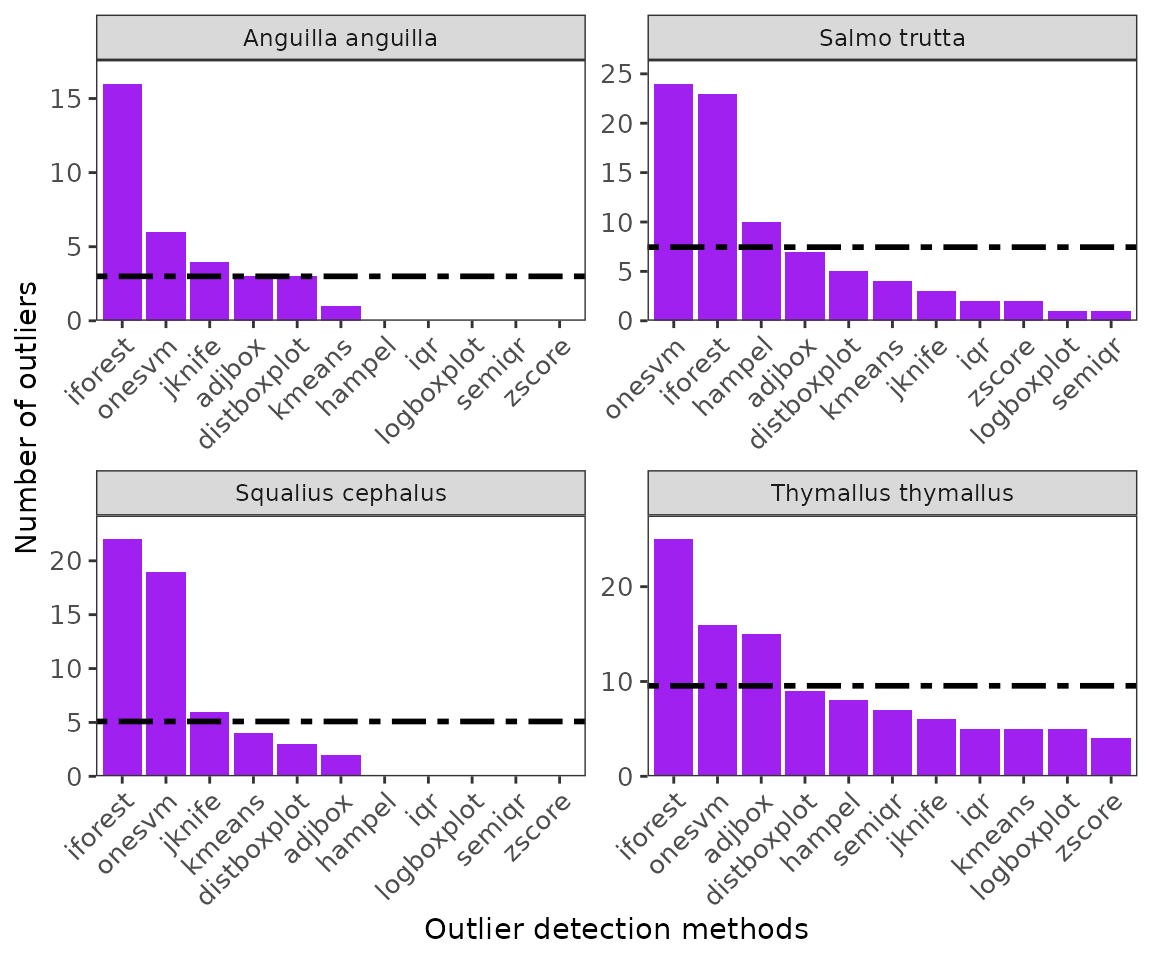 Number of outliers
Anguilla anguilla
15
10
5
0
iforest
onesvm
jknife
adjbox
distboxplot
kmeans
hampel
iqr
logboxplot
semiqr
zscore
Salmo trutta
25
20
15
10
5
0
onesvm
iforest
hampel
adjbox
distboxplot
kmeans
jknife
iqr
zscore
logboxplot
semiqr
Squalius cephalus
20
15
10
5
0
iforest
onesvm
jknife
kmeans
distboxplot
adjbox
hampel
iqr
logboxplot
semiqr
zscore
Thymallus thymallus
20
10
0
iforest
onesvm
adjbox
distboxplot
hampel
semiqr
jknife
iqr
kmeans
logboxplot
zscore
Outlier detection methods